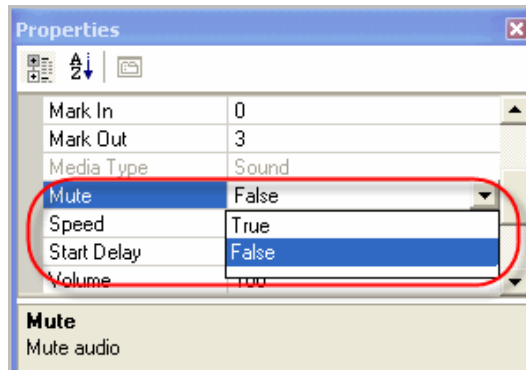 Properties
Mark In 0
Mark Out 3
Media Type Sound
Mute False
Speed True
Start Delay False
Volume 100
Mute
Mute audio